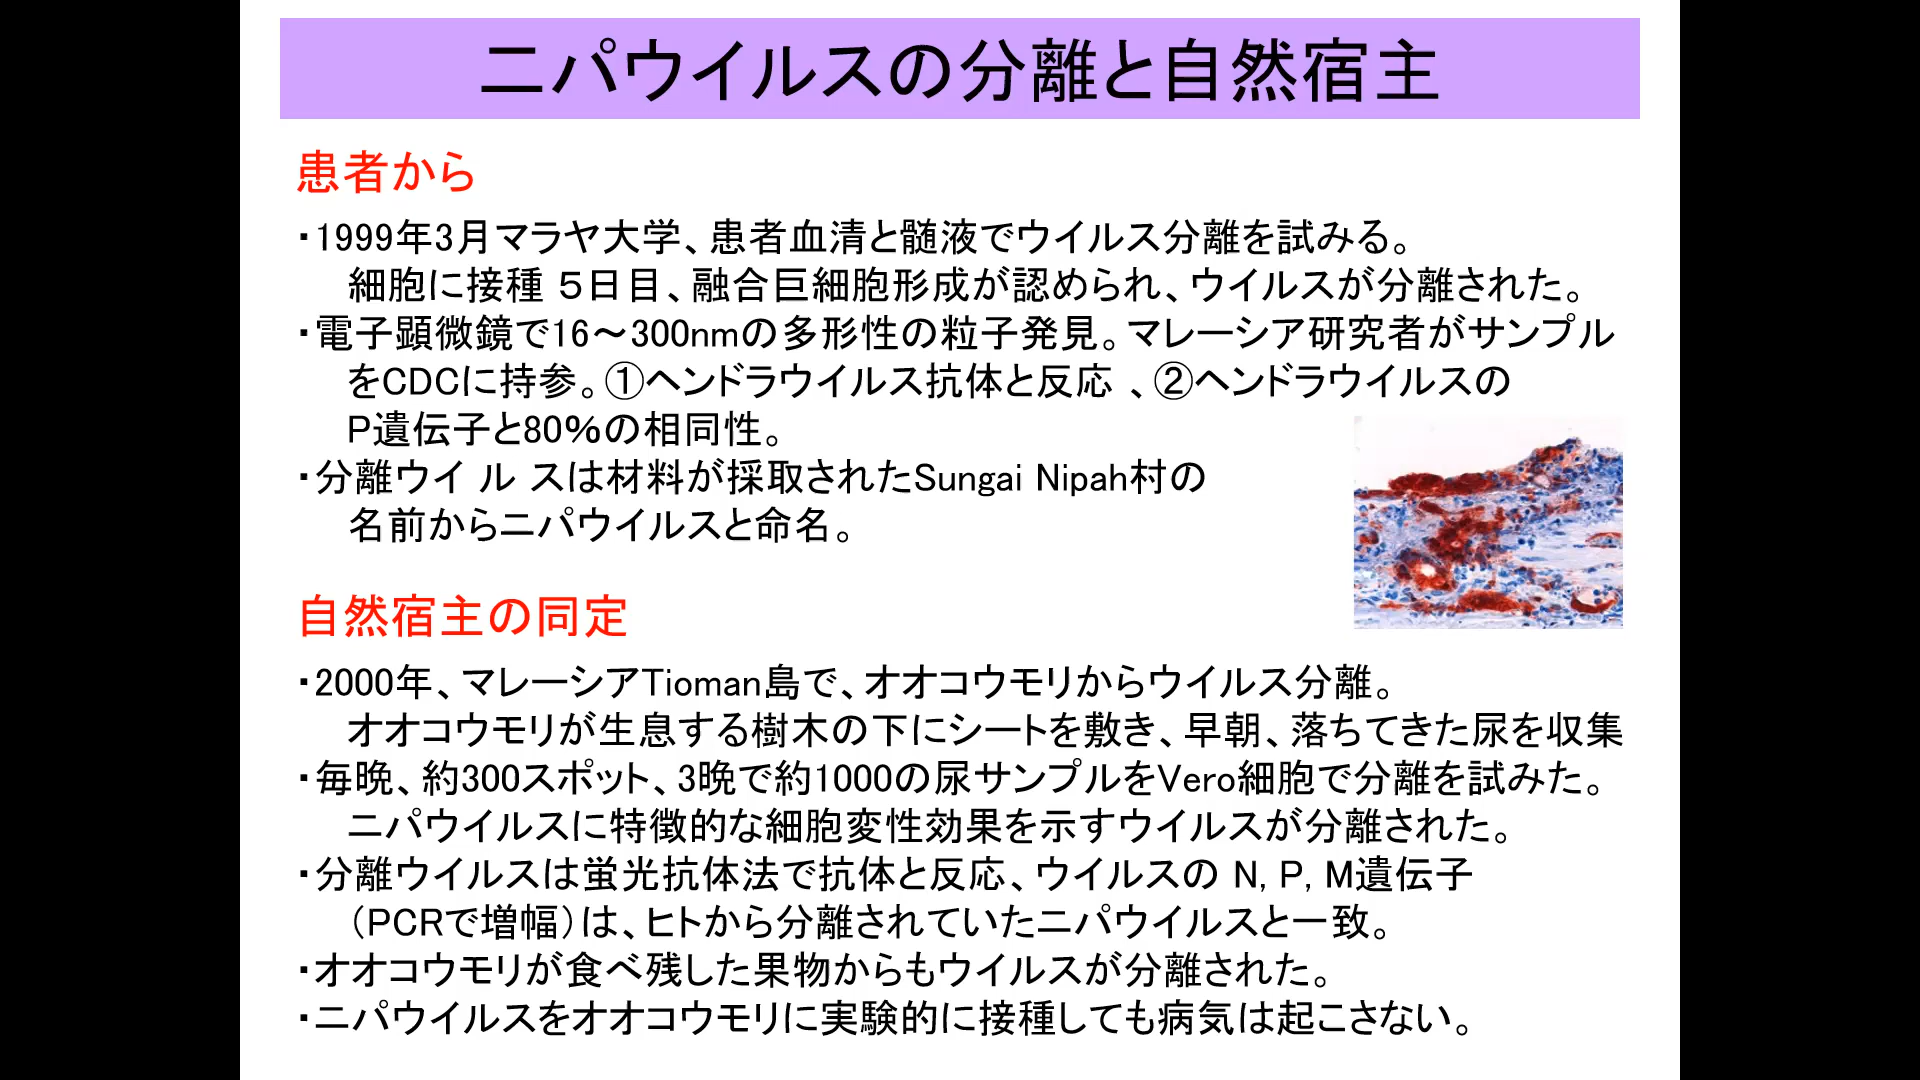 ニパウイルスの分離と自然宿主
患者から
・1999年3月マラヤ大学、患者血清と髄液でウイルス分離を試みる。
細胞に接種 5日目、融合巨細胞形成が認められ、ウイルスが分離された。
・電子顕微鏡で16～300nmの多形性の粒子発見。マレーシア研究者がサンプル
をCDCに持参。①ヘンドラウイルス抗体と反応 、②ヘンドラウイルスの
P遺伝子と80%の相同性。
・分離ウイ ル スは材料が採取されたSungai Nipah村の
名前からニパウイルスと命名。
自然宿主の同定
・2000年、マレーシアTioman島で、オオコウモリからウイルス分離。
オオコウモリが生息する樹木の下にシートを敷き、早朝、落ちてきた尿を収集
・毎晩、約300スポット、3晩で約1000の尿サンプルをVero細胞で分離を試みた。
ニパウイルスに特徴的な細胞変性効果を示すウイルスが分離された。
・分離ウイルスは蛍光抗体法で抗体と反応、ウイルスの N, P, M遺伝子
（PCRで増幅）は、ヒトから分離されていたニパウイルスと一致。
・オオコウモリが食べ残した果物からもウイルスが分離された。
・ニパウイルスをオオコウモリに実験的に接種しても病気は起こさない。